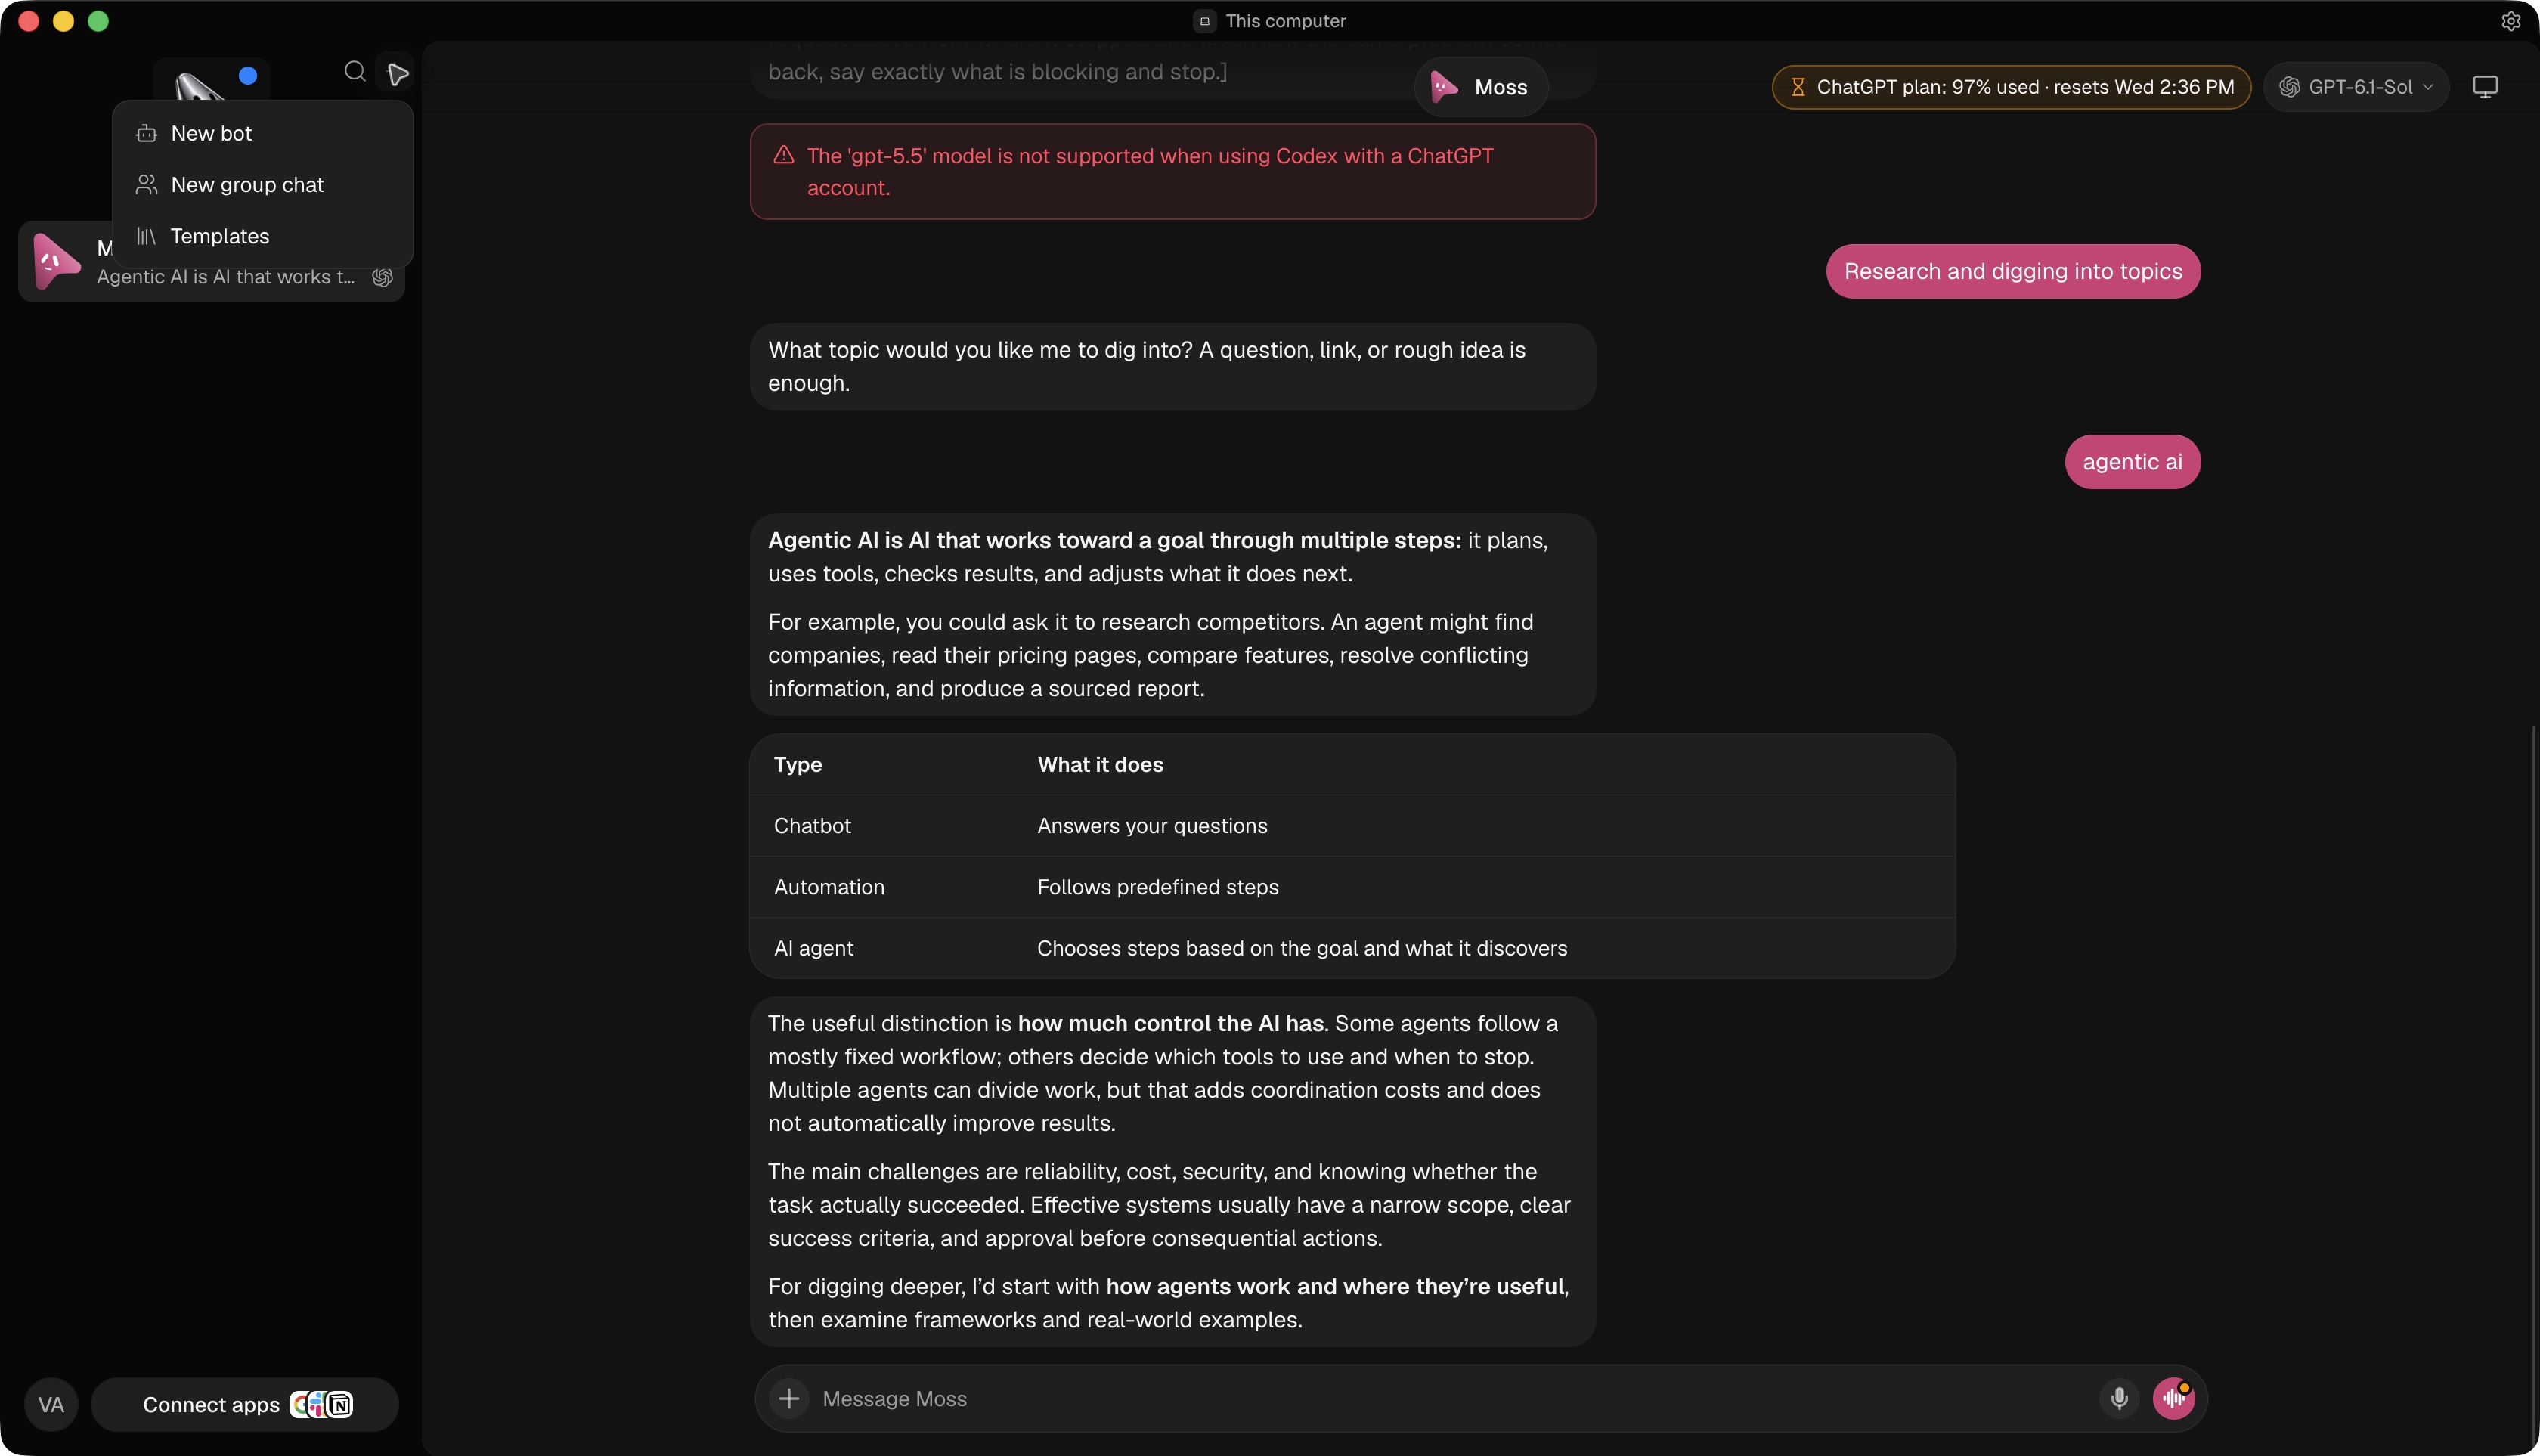 This computer
New bot
New group chat
Templates
M
Agentic AI is AI that works t...
VA
Connect apps
back, say exactly what is blocking and stop.]
Moss
ChatGPT plan: 97% used · resets Wed 2:36 PM
GPT-6.1-Sol
The 'gpt-5.5' model is not supported when using Codex with a ChatGPT
account.
Research and digging into topics
What topic would you like me to dig into? A question, link, or rough idea is
enough.
agentic ai
Agentic AI is AI that works toward a goal through multiple steps: it plans,
uses tools, checks results, and adjusts what it does next.
For example, you could ask it to research competitors. An agent might find
companies, read their pricing pages, compare features, resolve conflicting
information, and produce a sourced report.
Type What it does
Chatbot Answers your questions
Automation Follows predefined steps
AI agent Chooses steps based on the goal and what it discovers
The useful distinction is how much control the AI has. Some agents follow a
mostly fixed workflow; others decide which tools to use and when to stop.
Multiple agents can divide work, but that adds coordination costs and does
not automatically improve results.
The main challenges are reliability, cost, security, and knowing whether the
task actually succeeded. Effective systems usually have a narrow scope, clear
success criteria, and approval before consequential actions.
For digging deeper, I’d start with how agents work and where they’re useful,
then examine frameworks and real-world examples.
Message Moss